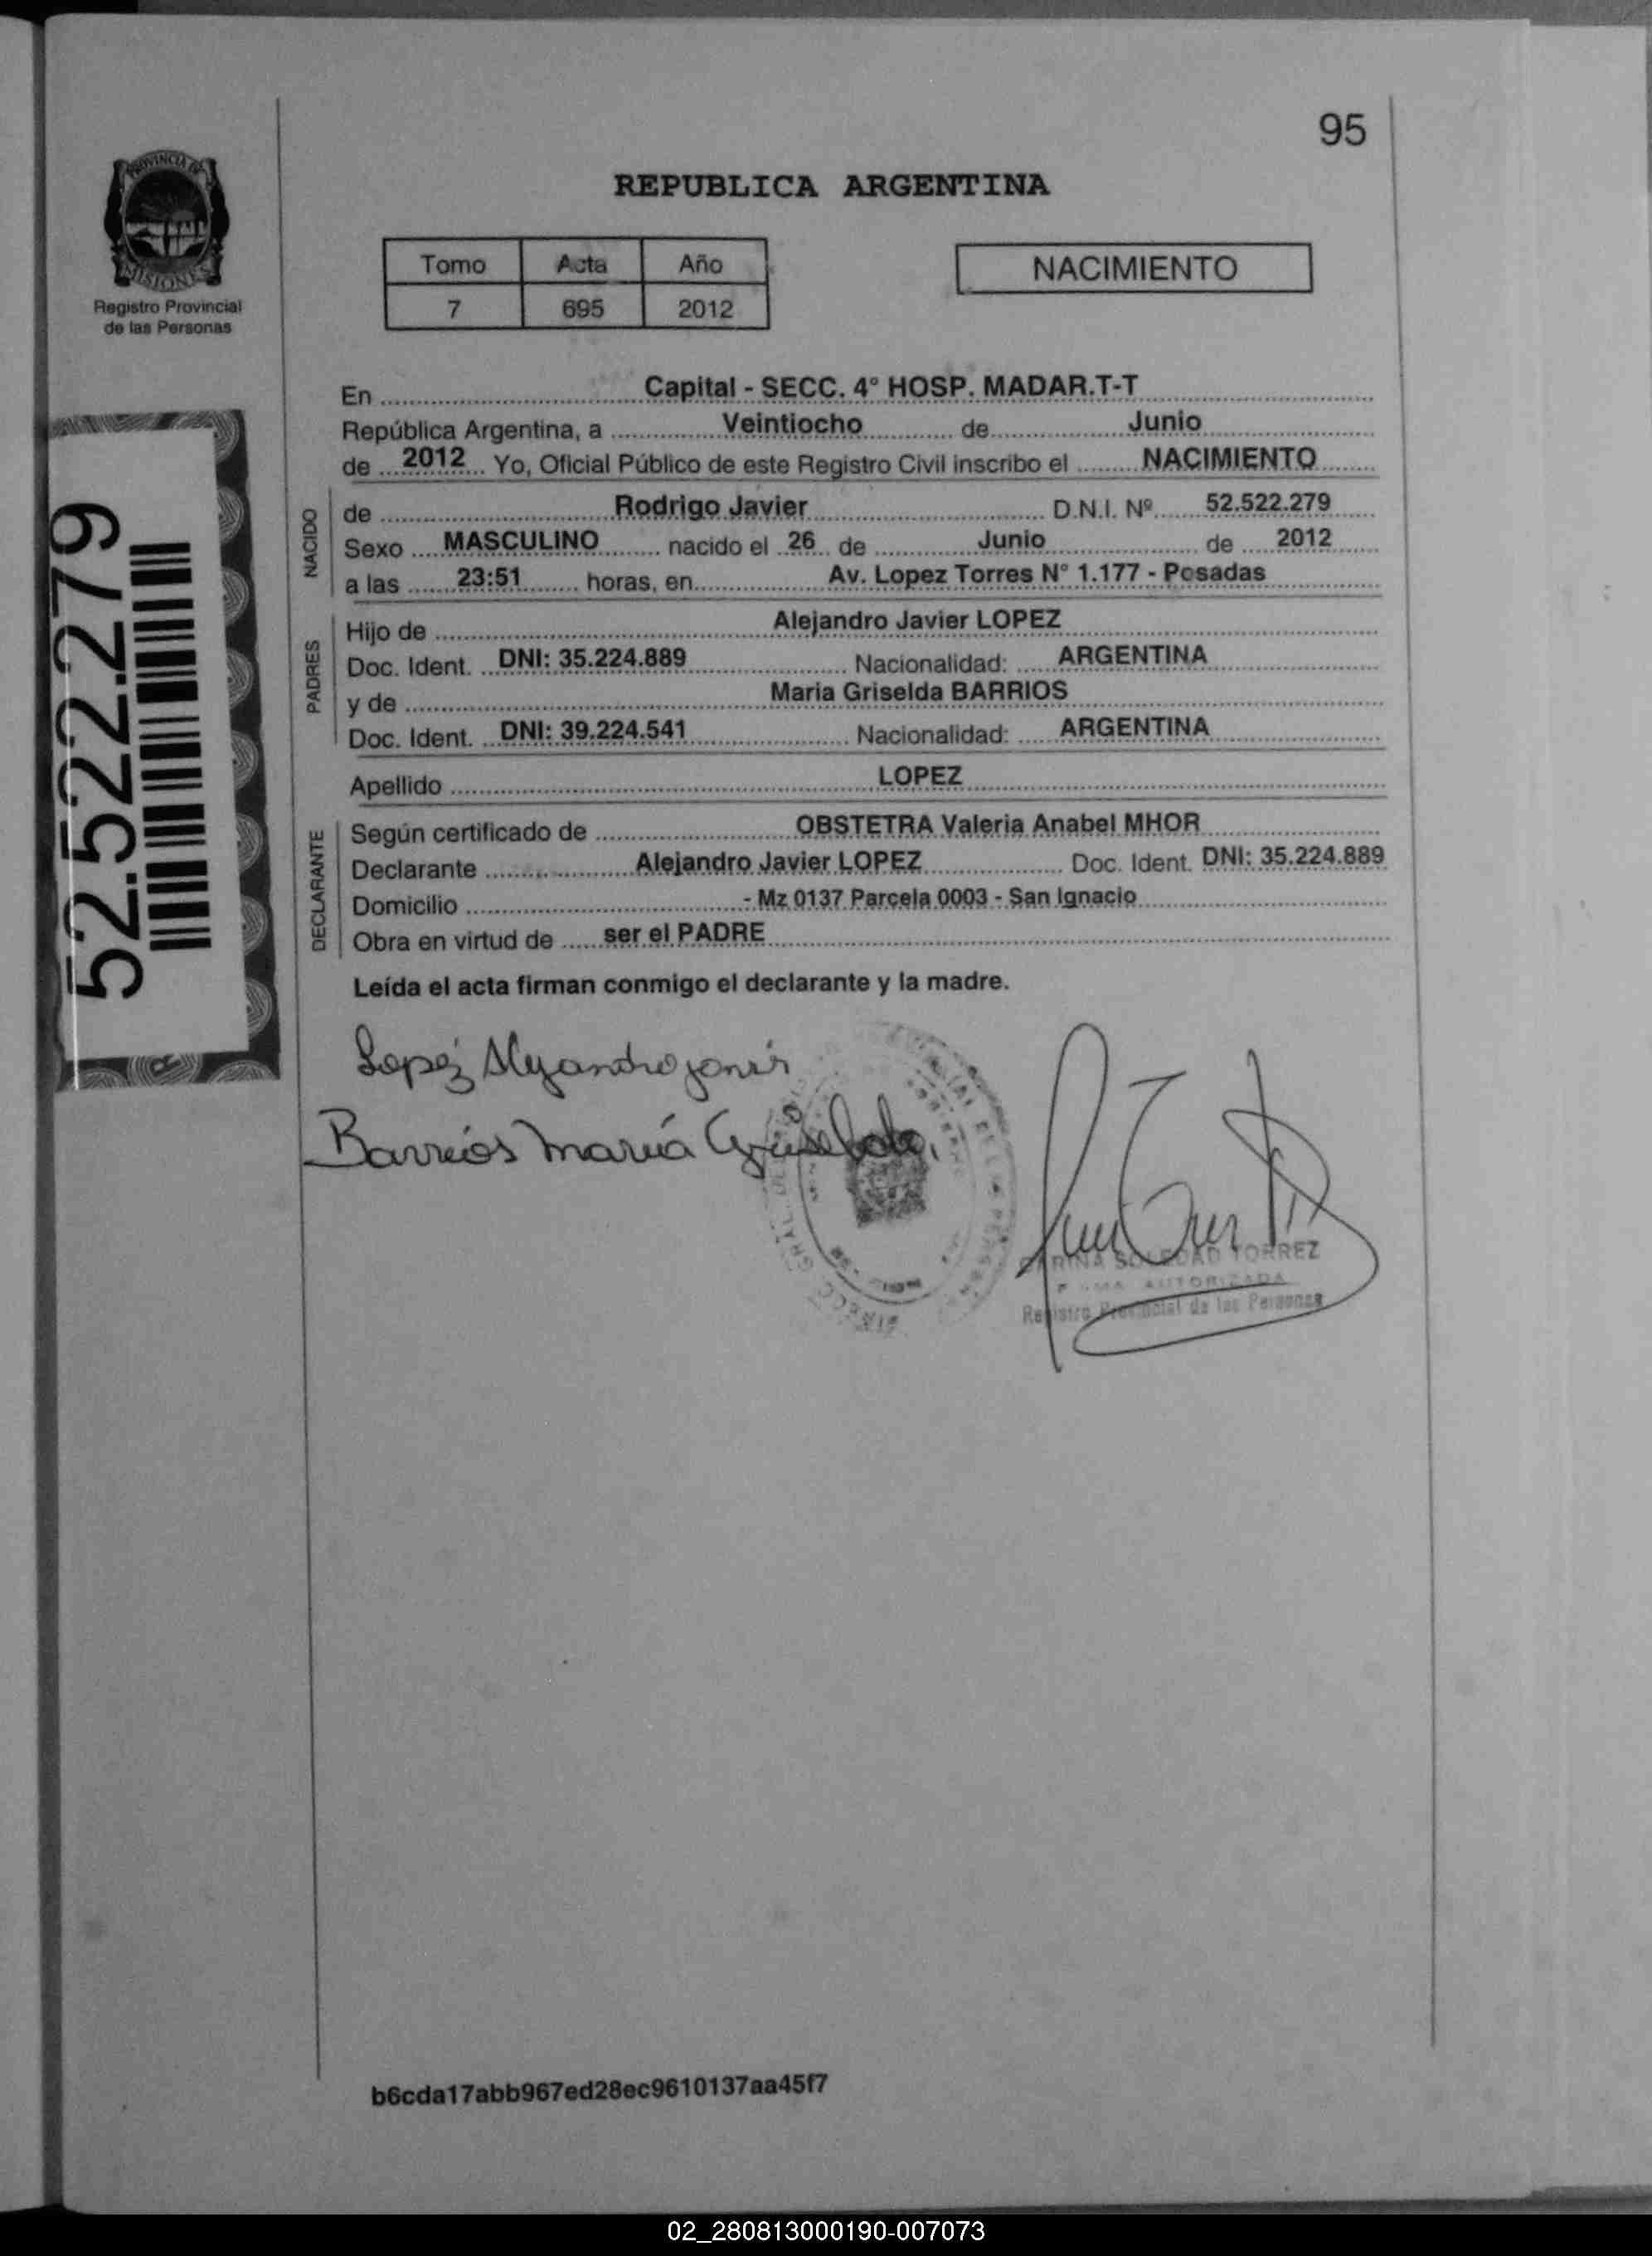 95
PROVINCIA DE
MISIONES
Registro Provincial
de las Personas
REPUBLICA ARGENTINA
Tomo Acta Año
7 695 2012
NACIMIENTO
En Capital - SECC. 4° HOSP. MADAR.T-T
República Argentina, a Veintiocho de Junio
de 2012 Yo, Oficial Público de este Registro Civil inscribo el NACIMIENTO
NACIDO
de Rodrigo Javier D.N.I. Nº 52.522.279
Sexo MASCULINO nacido el 26 de Junio de 2012
a las 23:51 horas, en Av. Lopez Torres N° 1.177 - Posadas
PADRES
Hijo de Alejandro Javier LOPEZ
Doc. Ident. DNI: 35.224.889 Nacionalidad: ARGENTINA
y de Maria Griselda BARRIOS
Doc. Ident. DNI: 39.224.541 Nacionalidad: ARGENTINA
Apellido LOPEZ
DECLARANTE
Según certificado de OBSTETRA Valeria Anabel MHOR
Declarante Alejandro Javier LOPEZ Doc. Ident. DNI: 35.224.889
Domicilio - Mz 0137 Parcela 0003 - San Ignacio
Obra en virtud de ser el PADRE
Leída el acta firman conmigo el declarante y la madre.
52.522.279
Lopez Alejandro
Barrios María Griselda
SOLEDAD TORREZ
AUTORIZADA
Registro Provincial de las Personas
b6cda17abb967ed28ec9610137aa45f7
02_280813000190-007073